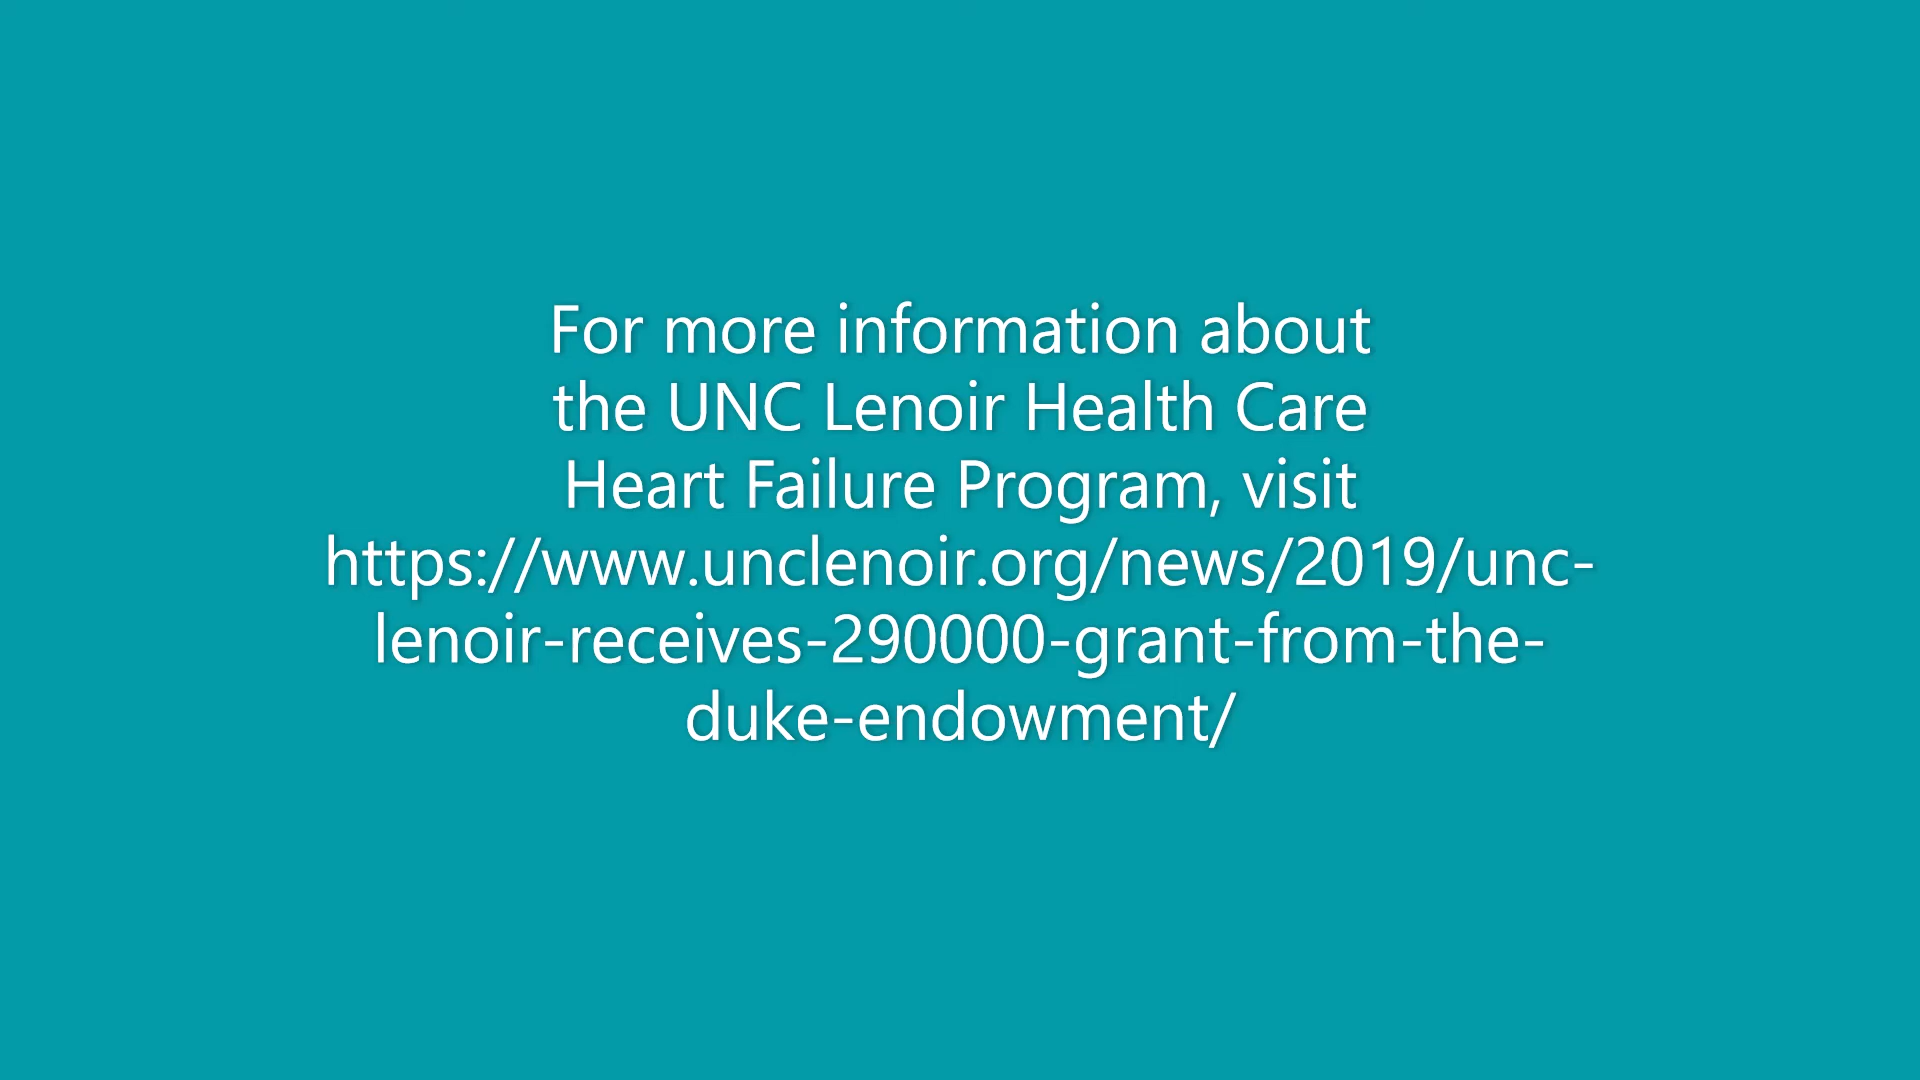 For more information about
the UNC Lenoir Health Care
Heart Failure Program, visit
https://www.unclenoir.org/news/2019/unc-
lenoir-receives-290000-grant-from-the-
duke-endowment/